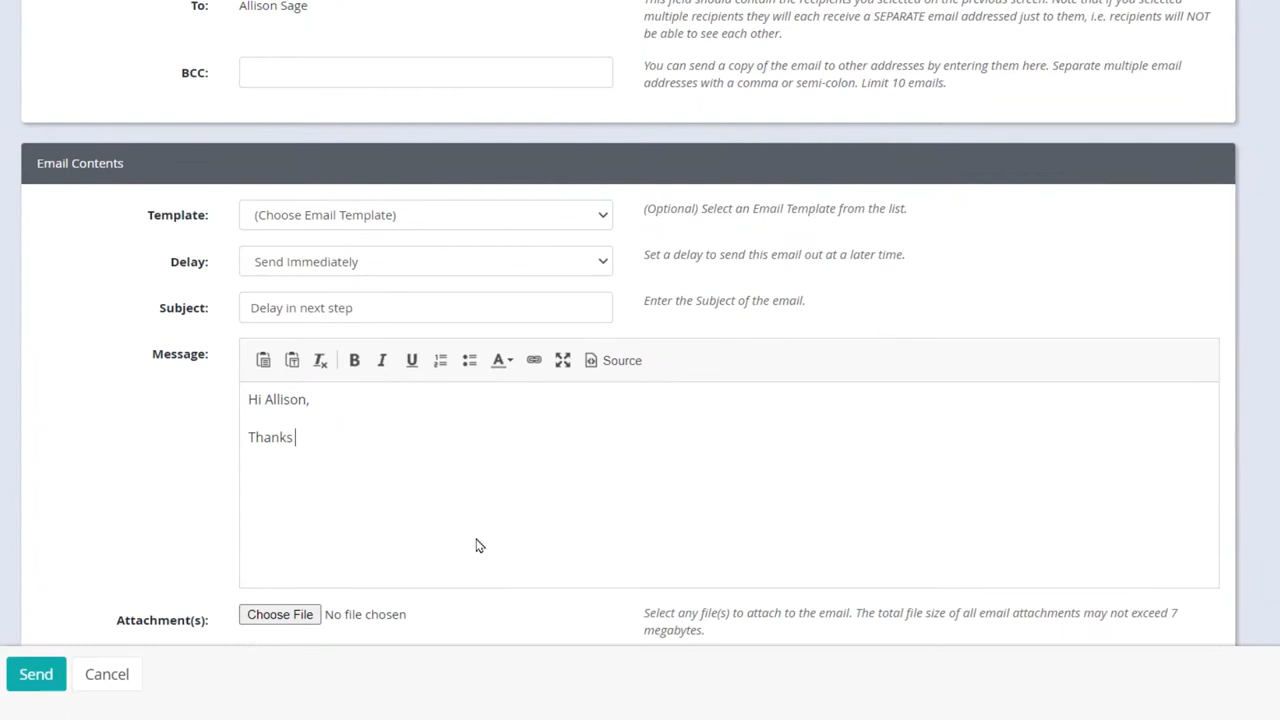 To:
Allison Sage
This field should contain the recipients you selected on the previous screen. Note that if you selected
multiple recipients they will each receive a SEPARATE email addressed just to them, i.e. recipients will NOT
be able to see each other.
BCC:
You can send a copy of the email to other addresses by entering them here. Separate multiple email
addresses with a comma or semi-colon. Limit 10 emails.
Email Contents
Template:
(Choose Email Template)
(Optional) Select an Email Template from the list.
Delay:
Send Immediately
Set a delay to send this email out at a later time.
Subject:
Delay in next step
Enter the Subject of the email.
Message:
B I U A Source
Hi Allison,
Thanks
Attachment(s):
Choose File No file chosen
Select any file(s) to attach to the email. The total file size of all email attachments may not exceed 7
megabytes.
Send Cancel